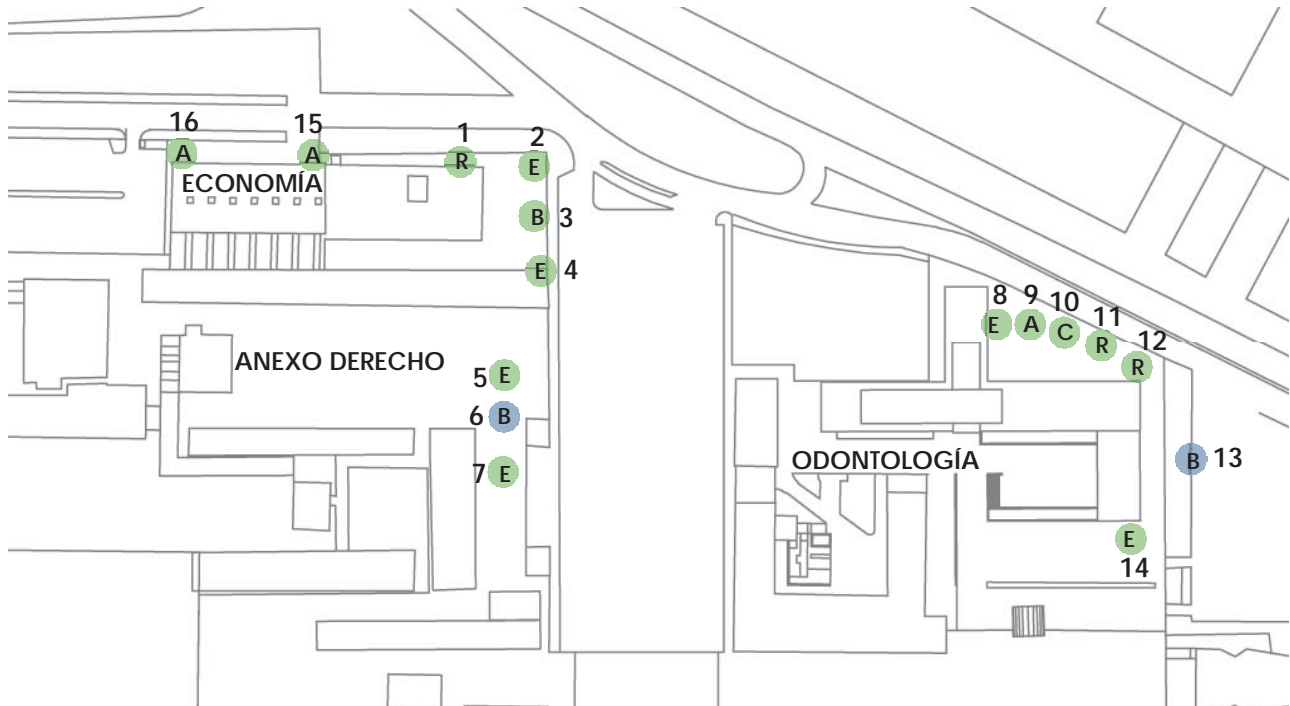 16
15
1
2
A
A
R
E
ECONOMÍA
B 3
E 4
8
9
10
11
12
E
A
C
R
R
ANEXO DERECHO
5 E
6 B
7 E
ODONTOLOGÍA
B 13
E
14